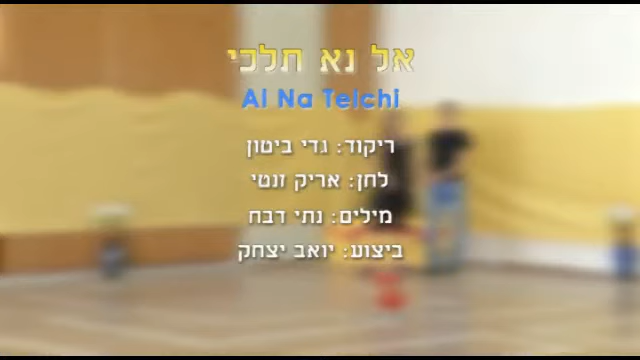 אל נא תלכי
Al Na Telchi
ריקוד: גדי ביטון
לחן: אריק זנטי
מילים: נתי דבח
ביצוע: יואב יצחק